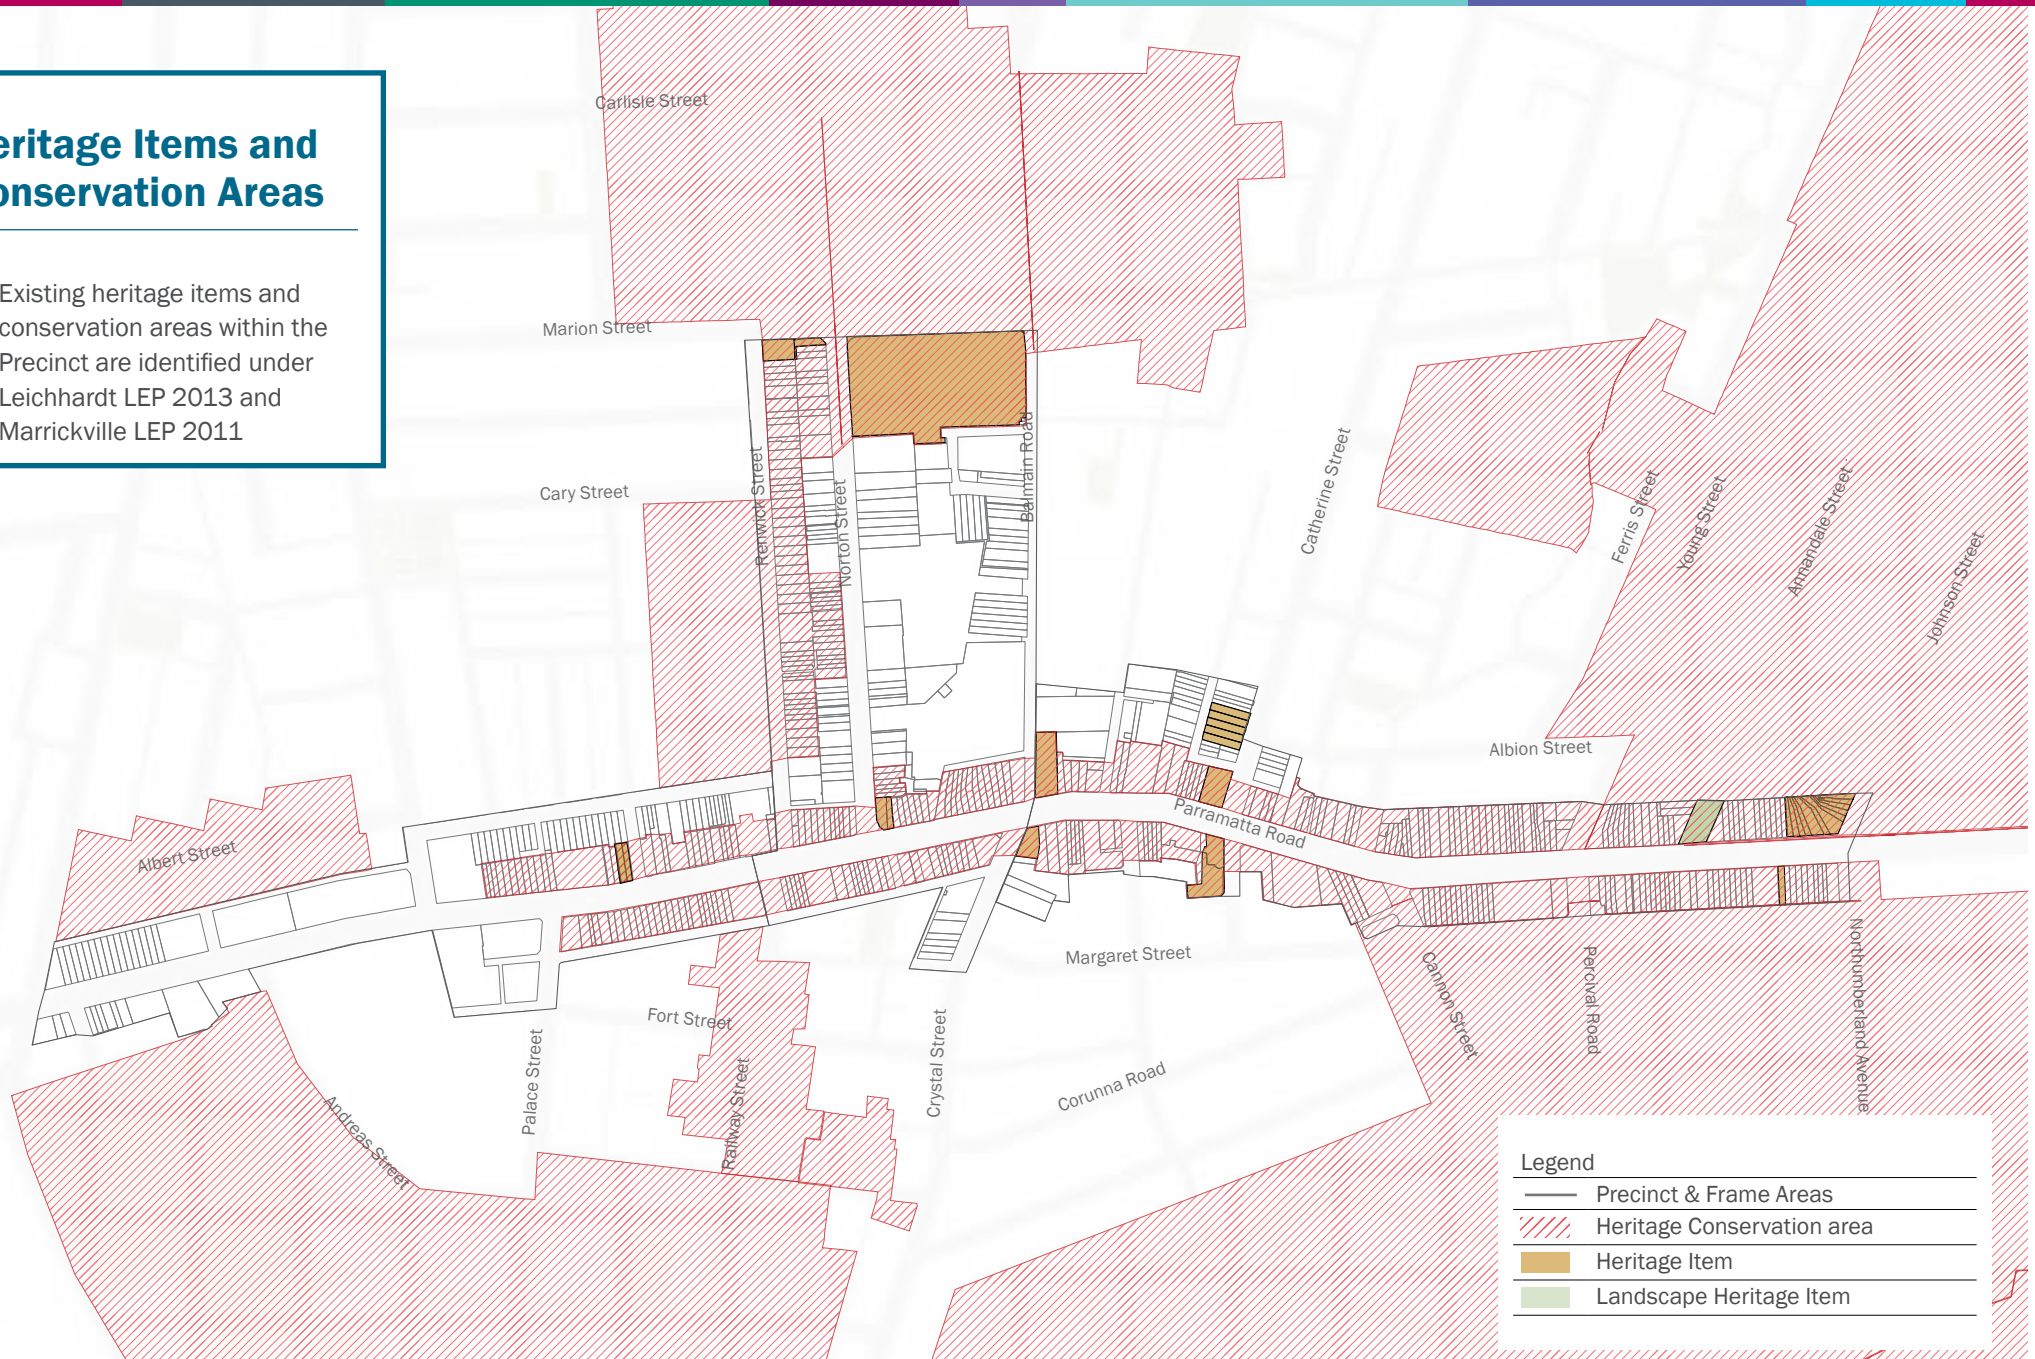 eritage Items and
onservation Areas
Existing heritage items and
conservation areas within the
Precinct are identified under
Leichhardt LEP 2013 and
Marrickville LEP 2011
Carlisle Street
Marion Street
Cary Street
Renwick Street
Norton Street
Balmain Road
Catherine Street
Ferris Street
Young Street
Annandale Street
Johnson Street
Albion Street
Parramatta Road
Albert Street
Margaret Street
Fort Street
Palace Street
Railway Street
Crystal Street
Corunna Road
Andreas Street
Cannon Street
Percival Road
Northumberland Avenue
Legend
Precinct & Frame Areas
Heritage Conservation area
Heritage Item
Landscape Heritage Item